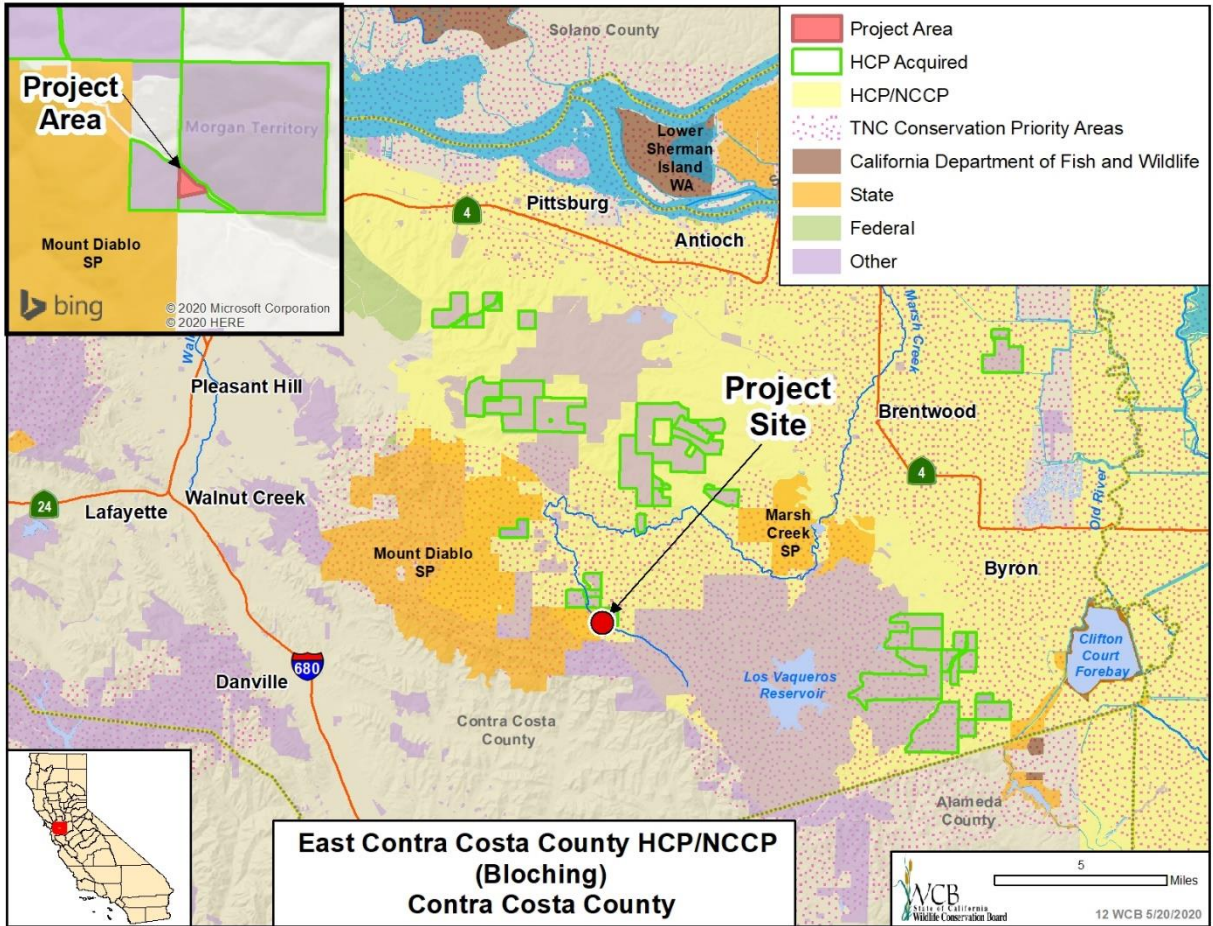 Project
Area
Morgan Territory
Mount Diablo
SP
bing
© 2020 Microsoft Corporation
© 2020 HERE
Solano County
Lower
Sherman
Island
WA
4
Pittsburg
Antioch
Project Area
HCP Acquired
HCP/NCCP
TNC Conservation Priority Areas
California Department of Fish and Wildlife
State
Federal
Other
Marsh Creek
Pleasant Hill
Project
Site
Brentwood
4
Old River
24
Lafayette
Walnut Creek
Mount Diablo
SP
Marsh
Creek
SP
Byron
680
Danville
Los Vaqueros
Reservoir
Clifton
Court
Forebay
Contra Costa
County
Alameda
County
East Contra Costa County HCP/NCCP
(Bloching)
Contra Costa County
WCB
State of California
Wildlife Conservation Board
5
Miles
12 WCB 5/20/2020